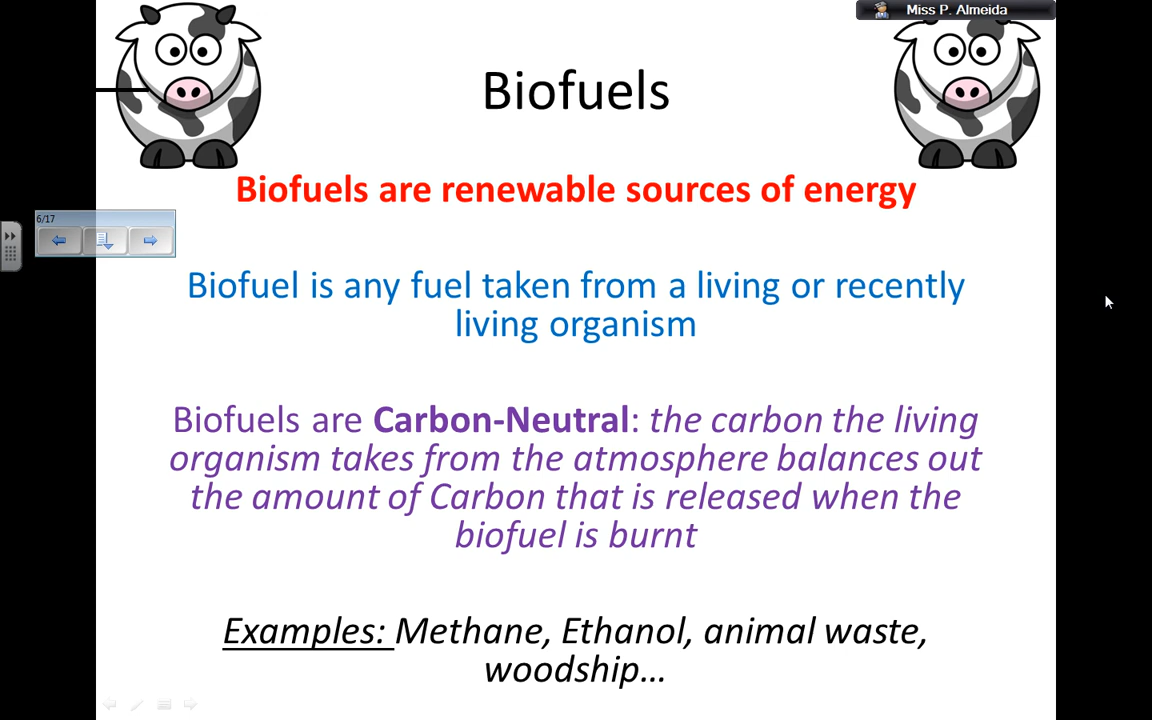 Miss P. Almeida
Biofuels
Biofuels are renewable sources of energy
6/17
Biofuel is any fuel taken from a living or recently
living organism
Biofuels are Carbon-Neutral: the carbon the living
organism takes from the atmosphere balances out
the amount of Carbon that is released when the
biofuel is burnt
Examples: Methane, Ethanol, animal waste,
woodship...